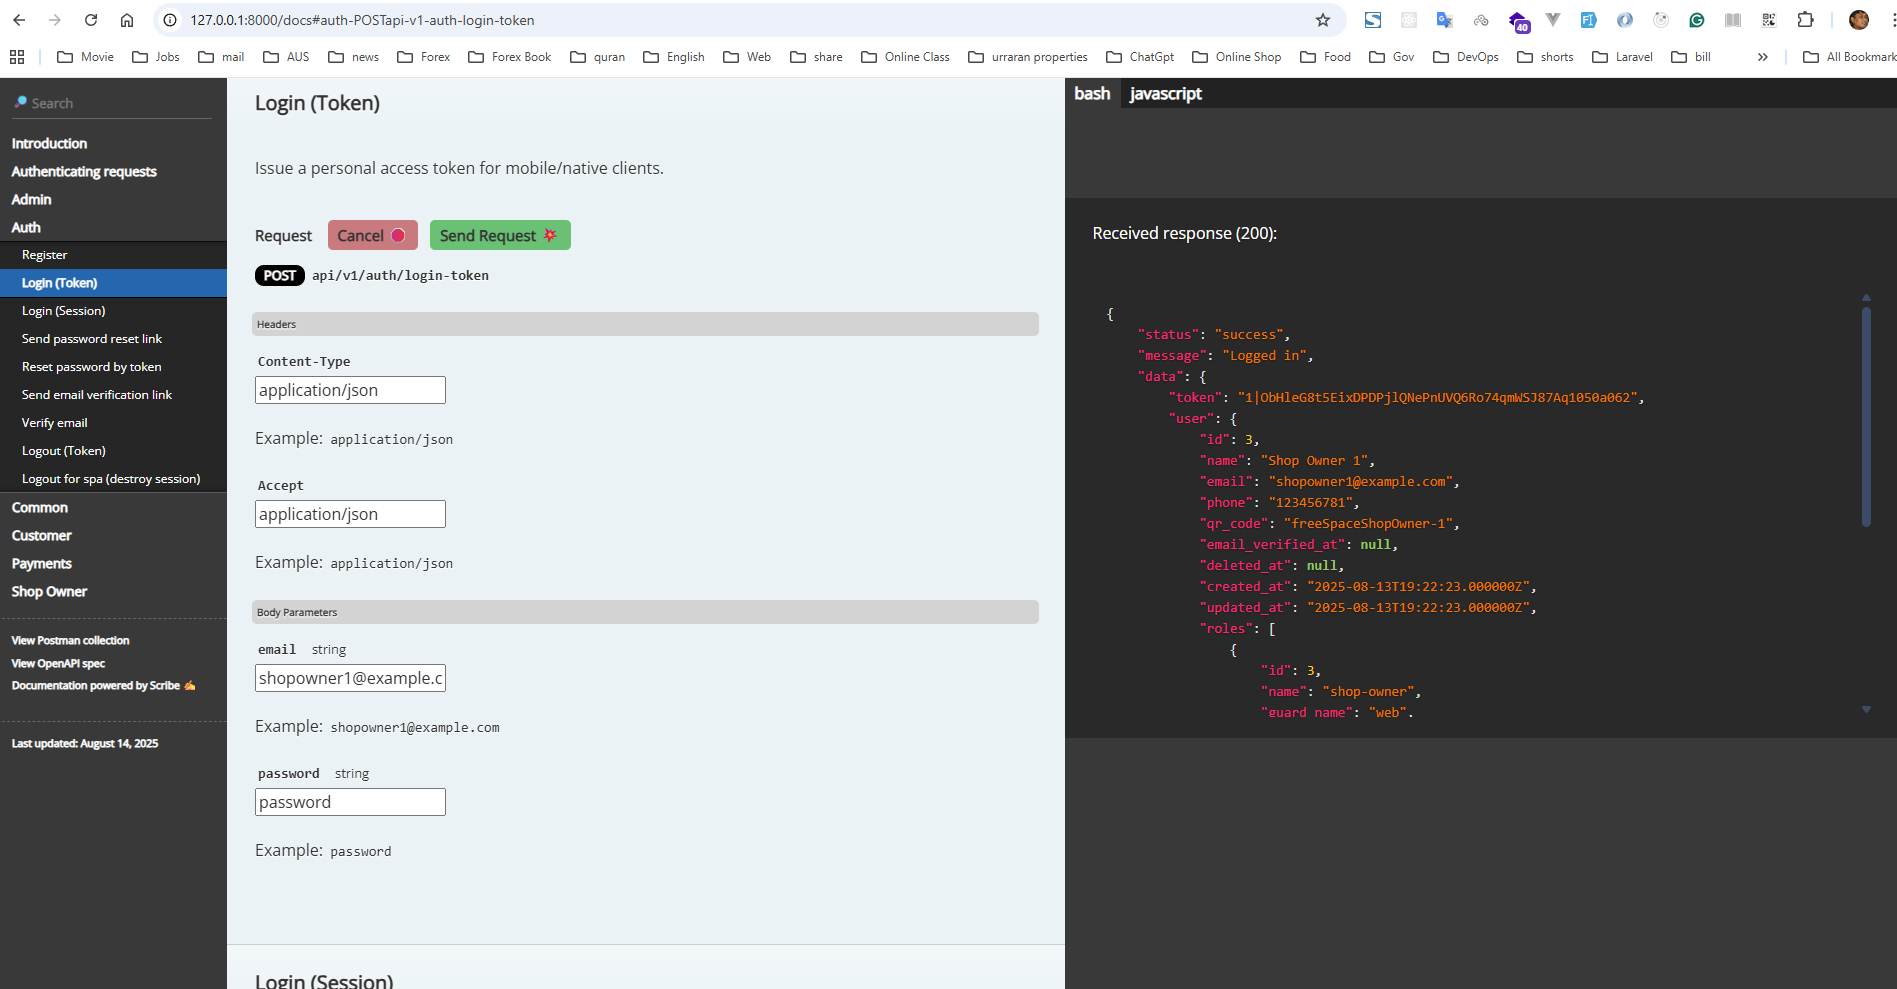 127.0.0.1:8000/docs#auth-POSTapi-v1-auth-login-token
40
Movie Jobs mail AUS news Forex Forex Book quran English Web share Online Class urraran properties ChatGpt Online Shop Food Gov DevOps shorts Laravel bill » All Bookmark
Search
Introduction
Authenticating requests
Admin
Auth
Register
Login (Token)
Login (Session)
Send password reset link
Reset password by token
Send email verification link
Verify email
Logout (Token)
Logout for spa (destroy session)
Common
Customer
Payments
Shop Owner
View Postman collection
View OpenAPI spec
Documentation powered by Scribe ✍
Last updated: August 14, 2025
Login (Token)
Issue a personal access token for mobile/native clients.
Request Cancel Send Request
POST api/v1/auth/login-token
Headers
Content-Type
application/json
Example: application/json
Accept
application/json
Example: application/json
Body Parameters
email string
shopowner1@example.c
Example: shopowner1@example.com
password string
password
Example: password
Login (Session)
bash javascript
Received response (200):
{
"status": "success",
"message": "Logged in",
"data": {
"token": "1|ObHleG8t5EixDPDPjlQNePnUVQ6Ro74qmWSJ87Aq1050a062",
"user": {
"id": 3,
"name": "Shop Owner 1",
"email": "shopowner1@example.com",
"phone": "123456781",
"qr_code": "freeSpaceShopOwner-1",
"email_verified_at": null,
"deleted_at": null,
"created_at": "2025-08-13T19:22:23.000000Z",
"updated_at": "2025-08-13T19:22:23.000000Z",
"roles": [
{
"id": 3,
"name": "shop-owner",
"guard_name": "web",